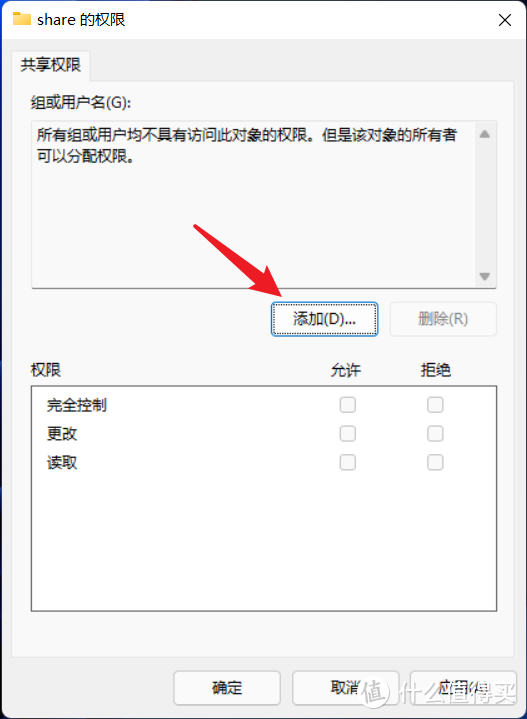 share 的权限
共享权限
组或用户名(G):
所有组或用户均不具有访问此对象的权限。但是该对象的所有者
可以分配权限。
添加(D)... 删除(R)
权限 允许 拒绝
完全控制
更改
读取
确定 取消 应用(A)
值 什么值得买